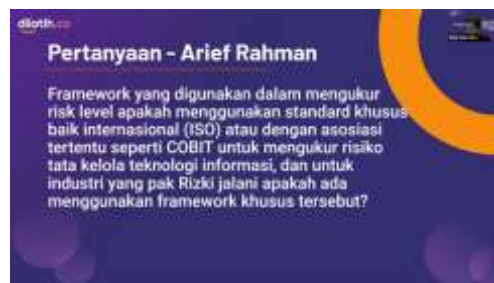 dilatih.co
Pertanyaan - Arief Rahman
Framework yang digunakan dalam mengukur
risk level apakah menggunakan standard khusus
baik internasional (ISO) atau dengan asosiasi
tertentu seperti COBIT untuk mengukur risiko
tata kelola teknologi informasi, dan untuk
industri yang pak Rizki jalani apakah ada
menggunakan framework khusus tersebut?